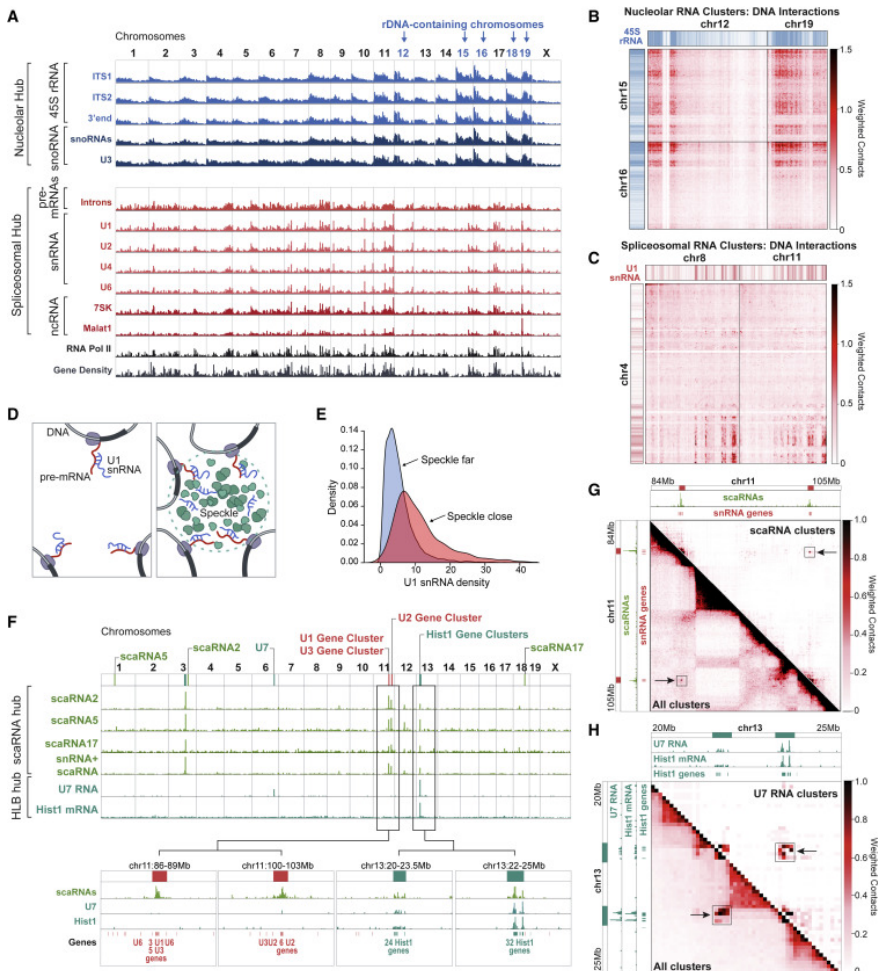 A
rDNA-containing chromosomes
Chromosomes
1 2 3 4 5 6 7 8 9 10 11 12 13 14 15 16 17 18 19 X
Nucleolar Hub
45S rRNA
ITS1
ITS2
3'end
snoRNA
snoRNAs
U3
Spliceosomal Hub
pre-
mRNAs
Introns
snRNA
U1
U2
U4
U6
ncRNA
7SK
Malat1
RNA Pol II
Gene Density
B
Nucleolar RNA Clusters: DNA Interactions
chr12 chr19
45S
rRNA
chr15
chr16
1.5
1.0
0.5
0
Weighted Contacts
C
Spliceosomal RNA Clusters: DNA Interactions
chr8 chr11
U1
snRNA
chr4
1.5
1.0
0.5
0
Weighted Contacts
D
DNA
U1
snRNA
pre-mRNA
Speckle
E
0.14
0.12
0.10
0.08
0.06
0.04
0.02
0.00
Density
Speckle far
Speckle close
0 10 20 30 40
U1 snRNA density
F
Chromosomes
U2 Gene Cluster
U1 Gene Cluster
U3 Gene Cluster
Hist1 Gene Clusters
scaRNA5
scaRNA2
U7
scaRNA17
1 2 3 4 5 6 7 8 9 10 11 12 13 14 15 16 17 18 19 X
scaRNA hub
scaRNA2
scaRNA5
scaRNA17
snRNA+
scaRNA
HLB hub
U7 RNA
Hist1 mRNA
chr11:86-89Mb chr11:100-103Mb chr13:20-23.5Mb chr13:22-25Mb
scaRNAs
U7
Hist1
Genes
U6 3 U1 U6
5 U3
genes
U3 U2 6 U2
genes
24 Hist1
genes
32 Hist1
genes
G
84Mb chr11 105Mb
scaRNAs
snRNA genes
84Mb
chr11
105Mb
scaRNAs
snRNA genes
scaRNA clusters
All clusters
1.0
0.8
0.6
0.4
0.2
0
Weighted Contacts
H
20Mb chr13 25Mb
U7 RNA
Hist1 mRNA
Hist1 genes
20Mb
chr13
25Mb
U7 RNA
Hist1 mRNA
Hist1 genes
U7 RNA clusters
All clusters
1.0
0.8
0.6
0.4
0.2
0
Weighted Contacts